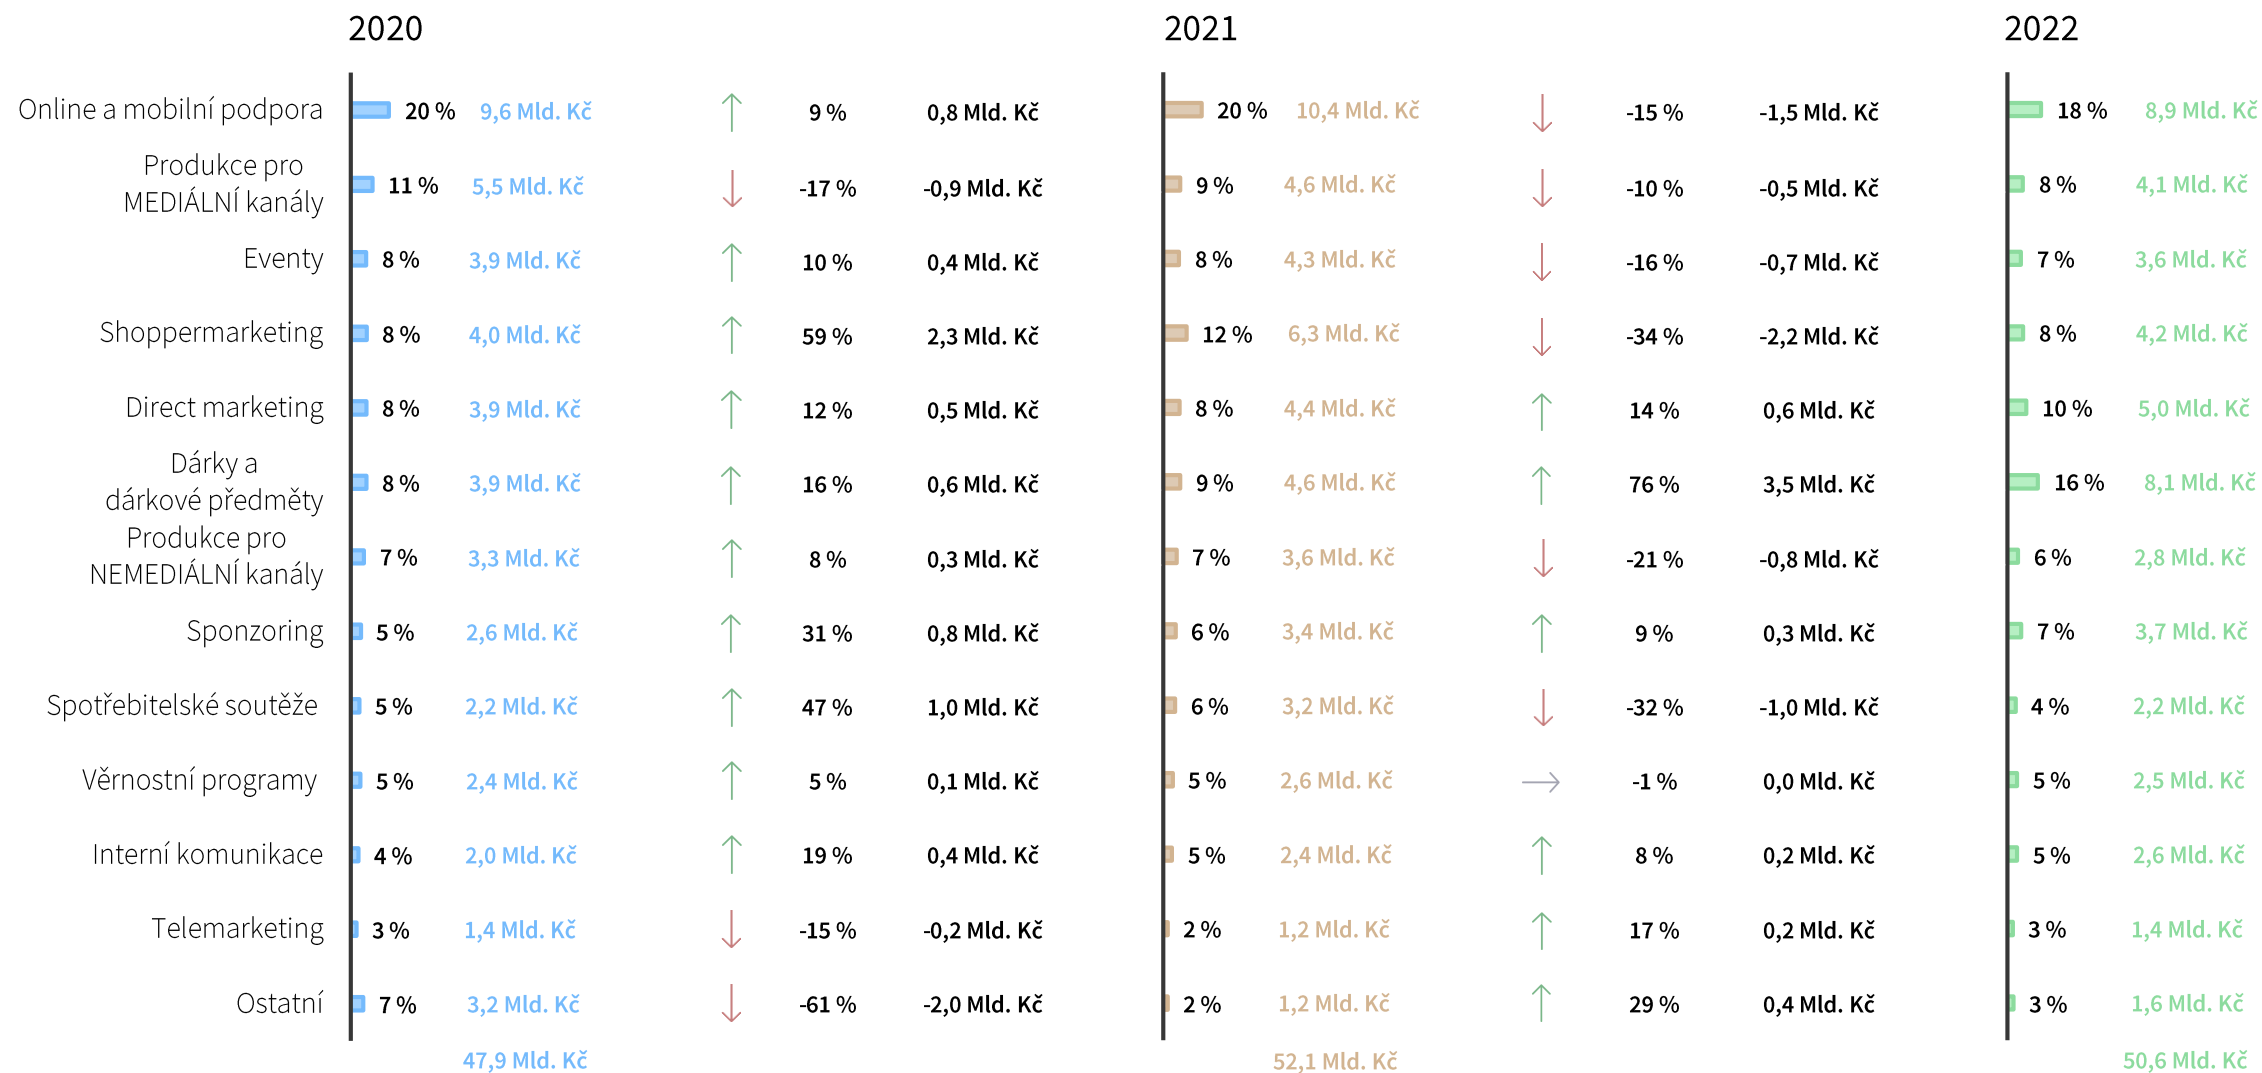 2020 2021 2022
Online a mobilní podpora 20 % 9,6 Mld. Kč 9 % 0,8 Mld. Kč 20 % 10,4 Mld. Kč -15 % -1,5 Mld. Kč 18 % 8,9 Mld. Kč
Produkce pro
MEDIÁLNÍ kanály 11 % 5,5 Mld. Kč -17 % -0,9 Mld. Kč 9 % 4,6 Mld. Kč -10 % -0,5 Mld. Kč 8 % 4,1 Mld. Kč
Eventy 8 % 3,9 Mld. Kč 10 % 0,4 Mld. Kč 8 % 4,3 Mld. Kč -16 % -0,7 Mld. Kč 7 % 3,6 Mld. Kč
Shoppermarketing 8 % 4,0 Mld. Kč 59 % 2,3 Mld. Kč 12 % 6,3 Mld. Kč -34 % -2,2 Mld. Kč 8 % 4,2 Mld. Kč
Direct marketing 8 % 3,9 Mld. Kč 12 % 0,5 Mld. Kč 8 % 4,4 Mld. Kč 14 % 0,6 Mld. Kč 10 % 5,0 Mld. Kč
Dárky a
dárkové předměty 8 % 3,9 Mld. Kč 16 % 0,6 Mld. Kč 9 % 4,6 Mld. Kč 76 % 3,5 Mld. Kč 16 % 8,1 Mld. Kč
Produkce pro
NEMEDIÁLNÍ kanály 7 % 3,3 Mld. Kč 8 % 0,3 Mld. Kč 7 % 3,6 Mld. Kč -21 % -0,8 Mld. Kč 6 % 2,8 Mld. Kč
Sponzoring 5 % 2,6 Mld. Kč 31 % 0,8 Mld. Kč 6 % 3,4 Mld. Kč 9 % 0,3 Mld. Kč 7 % 3,7 Mld. Kč
Spotřebitelské soutěže 5 % 2,2 Mld. Kč 47 % 1,0 Mld. Kč 6 % 3,2 Mld. Kč -32 % -1,0 Mld. Kč 4 % 2,2 Mld. Kč
Věrnostní programy 5 % 2,4 Mld. Kč 5 % 0,1 Mld. Kč 5 % 2,6 Mld. Kč -1 % 0,0 Mld. Kč 5 % 2,5 Mld. Kč
Interní komunikace 4 % 2,0 Mld. Kč 19 % 0,4 Mld. Kč 5 % 2,4 Mld. Kč 8 % 0,2 Mld. Kč 5 % 2,6 Mld. Kč
Telemarketing 3 % 1,4 Mld. Kč -15 % -0,2 Mld. Kč 2 % 1,2 Mld. Kč 17 % 0,2 Mld. Kč 3 % 1,4 Mld. Kč
Ostatní 7 % 3,2 Mld. Kč -61 % -2,0 Mld. Kč 2 % 1,2 Mld. Kč 29 % 0,4 Mld. Kč 3 % 1,6 Mld. Kč
47,9 Mld. Kč 52,1 Mld. Kč 50,6 Mld. Kč